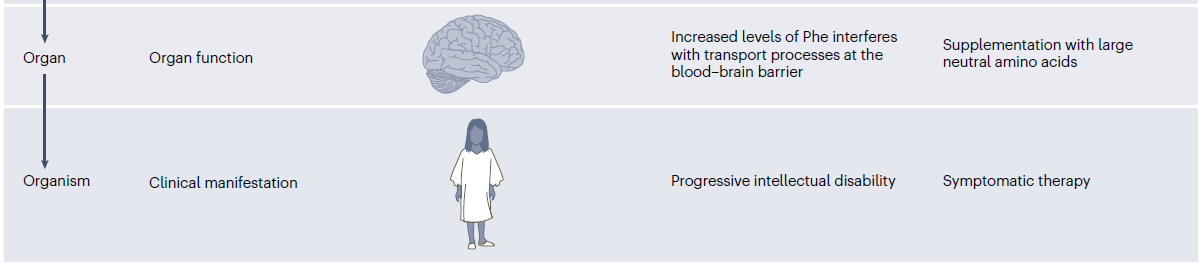 Organ
Organ function
Increased levels of Phe interferes
with transport processes at the
blood–brain barrier
Supplementation with large
neutral amino acids
Organism
Clinical manifestation
Progressive intellectual disability
Symptomatic therapy